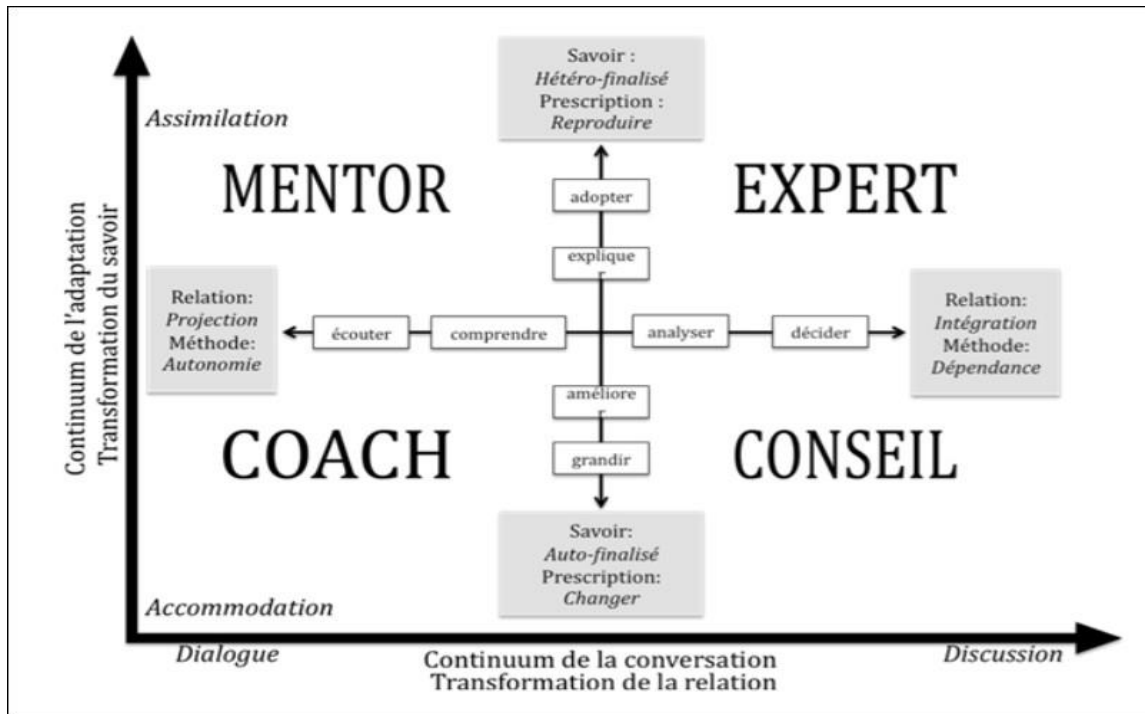 Savoir :
Hétéro-finalisé
Prescription :
Reproduire
Assimilation
MENTOR
EXPERT
adopter
explique
r
Continuum de l'adaptation
Transformation du savoir
Relation:
Projection
Méthode:
Autonomie
écouter
comprendre
analyser
décider
Relation:
Intégration
Méthode:
Dépendance
améliore
r
COACH
CONSEIL
grandir
Savoir:
Auto-finalisé
Prescription:
Changer
Accommodation
Dialogue
Continuum de la conversation
Transformation de la relation
Discussion